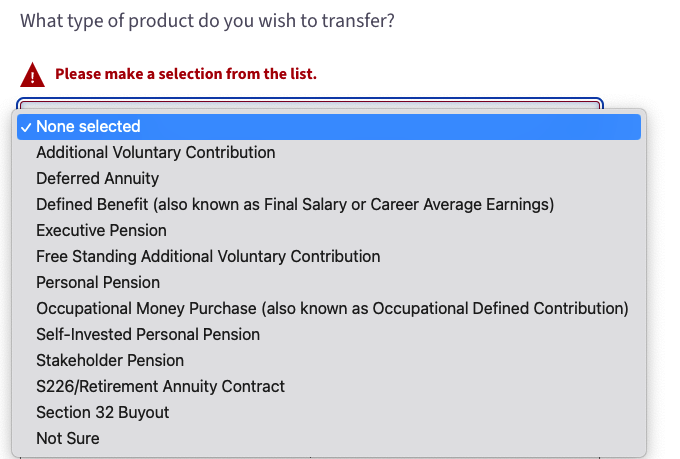 What type of product do you wish to transfer?
Please make a selection from the list.
✓ None selected
Additional Voluntary Contribution
Deferred Annuity
Defined Benefit (also known as Final Salary or Career Average Earnings)
Executive Pension
Free Standing Additional Voluntary Contribution
Personal Pension
Occupational Money Purchase (also known as Occupational Defined Contribution)
Self-Invested Personal Pension
Stakeholder Pension
S226/Retirement Annuity Contract
Section 32 Buyout
Not Sure